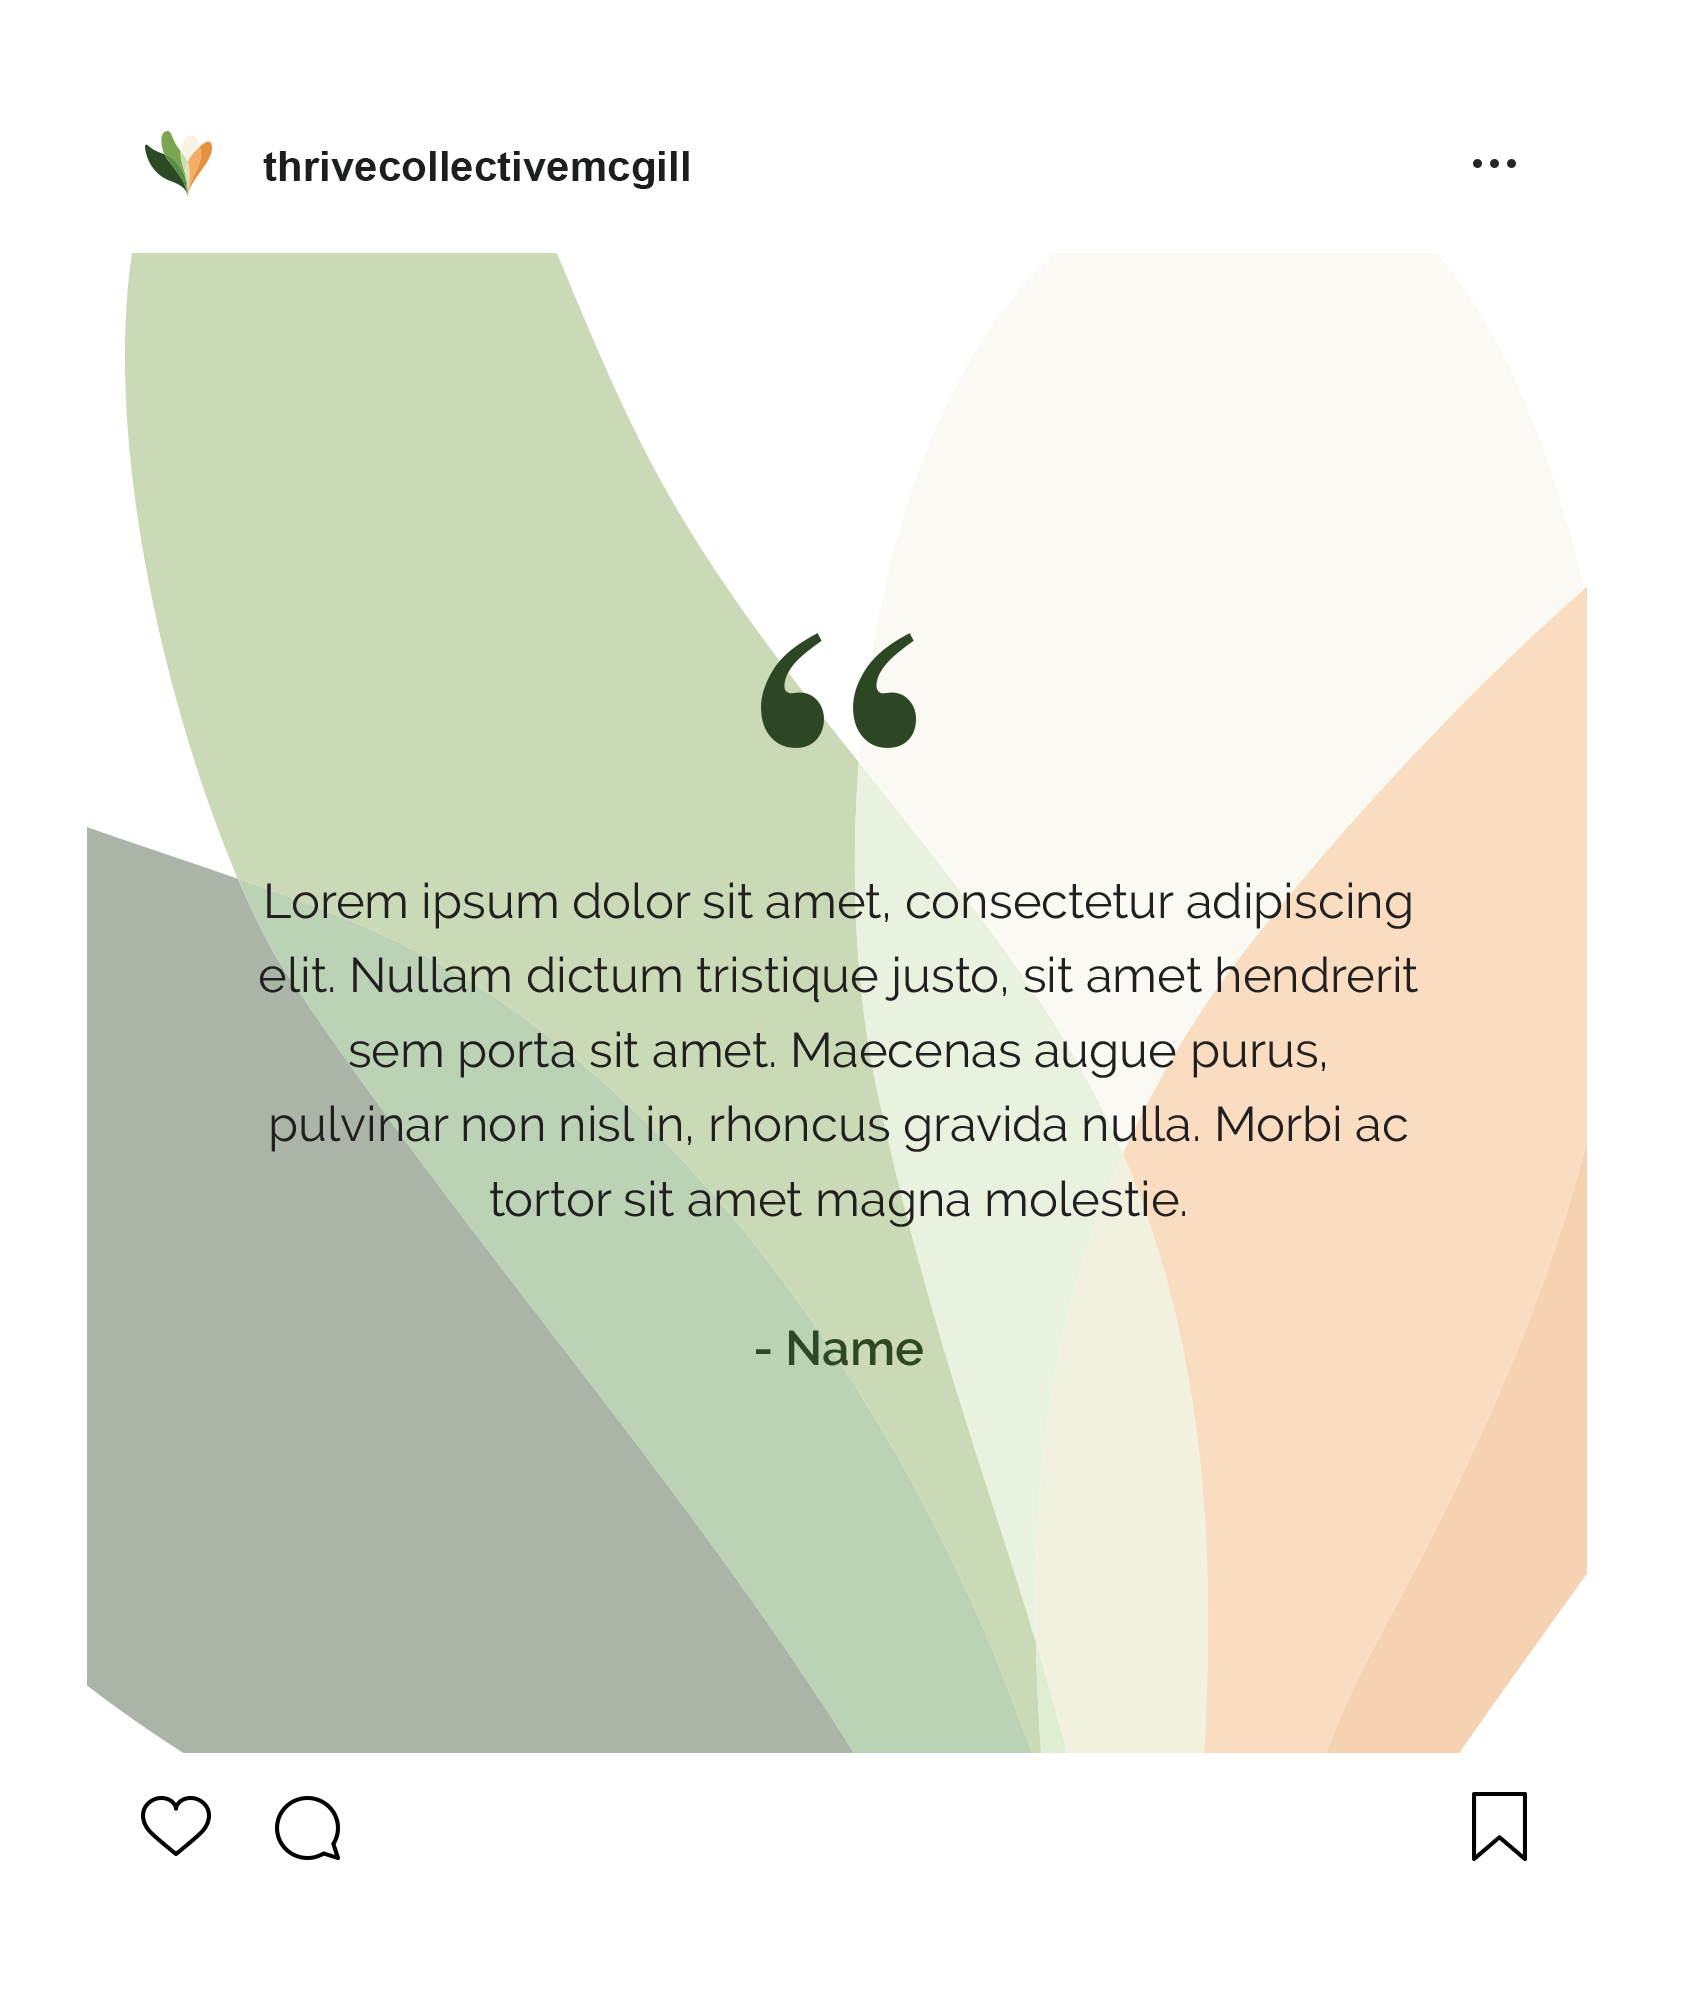 thrivecollectivemcgill
“
Lorem ipsum dolor sit amet, consectetur adipiscing
elit. Nullam dictum tristique justo, sit amet hendrerit
sem porta sit amet. Maecenas augue purus,
pulvinar non nisl in, rhoncus gravida nulla. Morbi ac
tortor sit amet magna molestie.
- Name